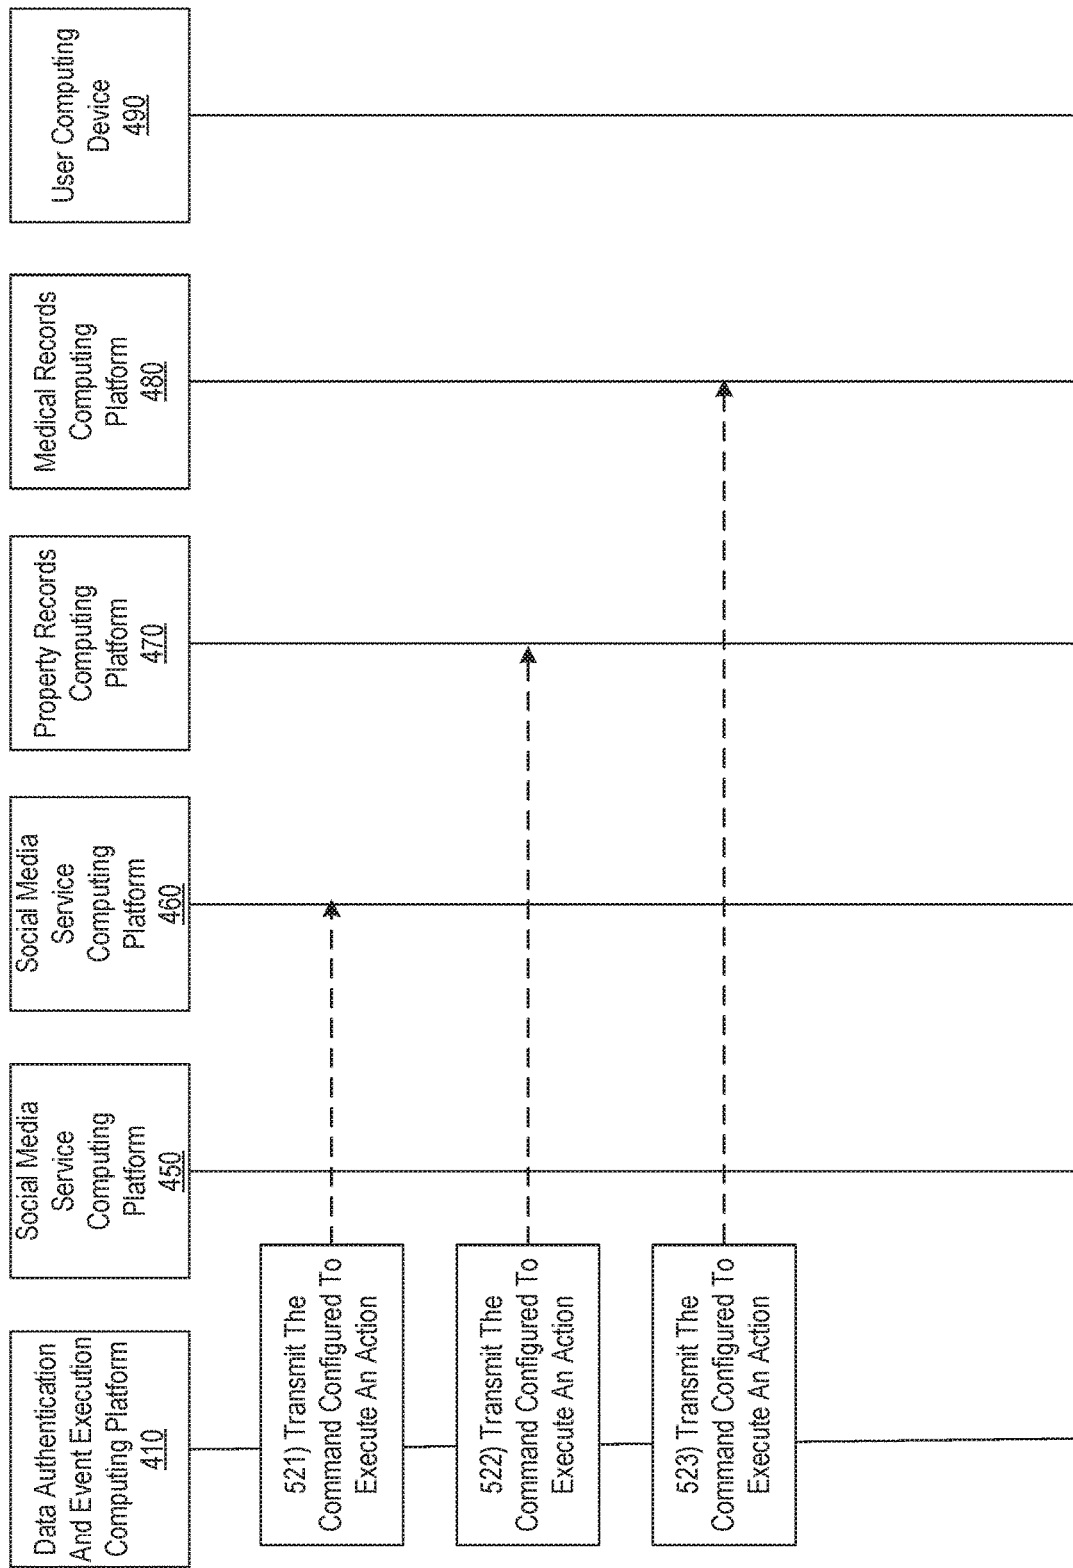 Data Authentication
And Event Execution
Computing Platform
410
Social Media
Service
Computing
Platform
450
Social Media
Service
Computing
Platform
460
Property Records
Computing
Platform
470
Medical Records
Computing
Platform
480
User Computing
Device
490
521) Transmit The
Command Configured To
Execute An Action
522) Transmit The
Command Configured To
Execute An Action
523) Transmit The
Command Configured To
Execute An Action